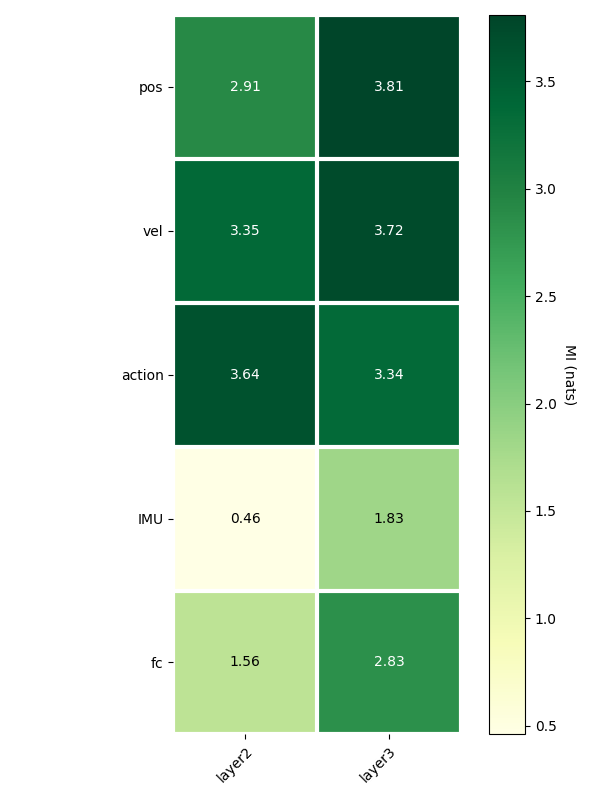 pos 2.91 3.81
vel 3.35 3.72
action 3.64 3.34
IMU 0.46 1.83
fc 1.56 2.83
layer2 layer3
3.5
3.0
2.5
2.0
1.5
1.0
0.5
MI (nats)